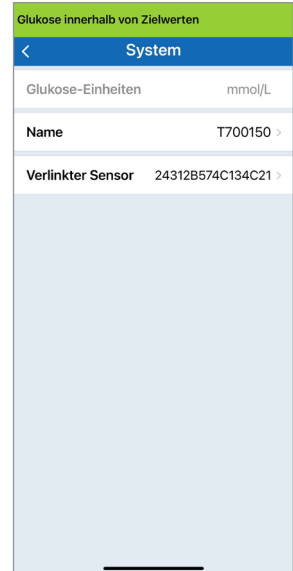 Glukose innerhalb von Zielwerten
System
Glukose-Einheiten mmol/L
Name T700150
Verlinkter Sensor 24312B574C134C21